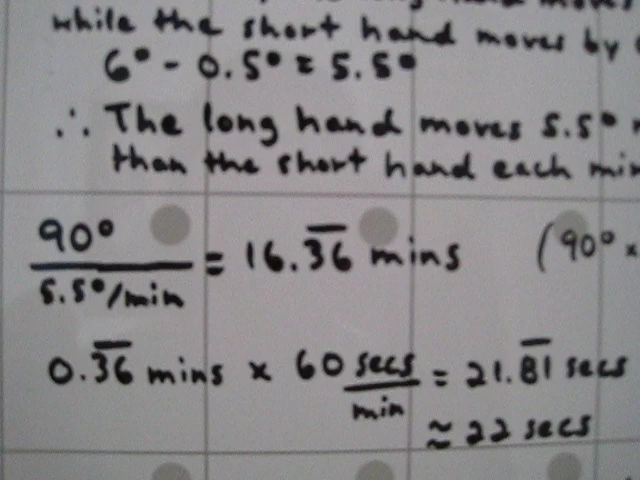 while the short hand moves by
6° - 0.5° = 5.5°
∴ The long hand moves 5.5°
than the short hand each min
90°
5.5°/min
= 16.3̅6̅ mins (90° ×
0.3̅6̅ mins × 60 secs/min = 21.8̅1̅ secs
≈ 22 secs